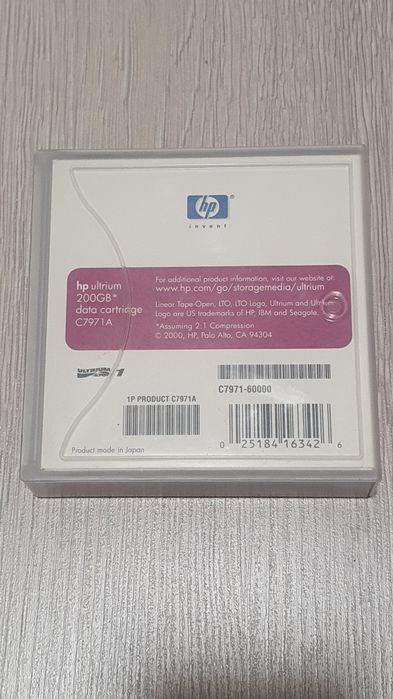 hp
invent
hp ultrium
200GB*
data cartridge
C7971A
For additional product information, visit our website at:
www.hp.com/go/storagemedia/ultrium
Linear Tape-Open, LTO, LTO Logo, Ultrium and Ultrium
Logo are US trademarks of HP, IBM and Seagate.
*Assuming 2:1 Compression
© 2000, HP, Palo Alto, CA 94304
ULTRIUM 1
C7971-60000
1P PRODUCT C7971A
0 25184 16342 6
Product made in Japan